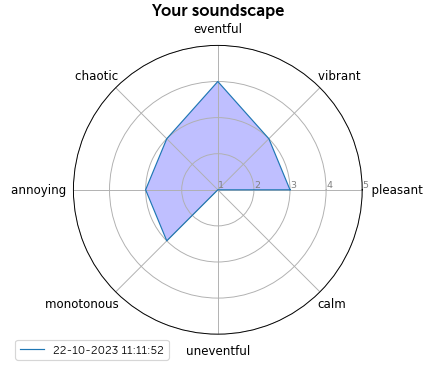 Your soundscape
eventful
chaotic
vibrant
annoying
1 2 3 4 5
pleasant
monotonous
calm
uneventful
22-10-2023 11:11:52